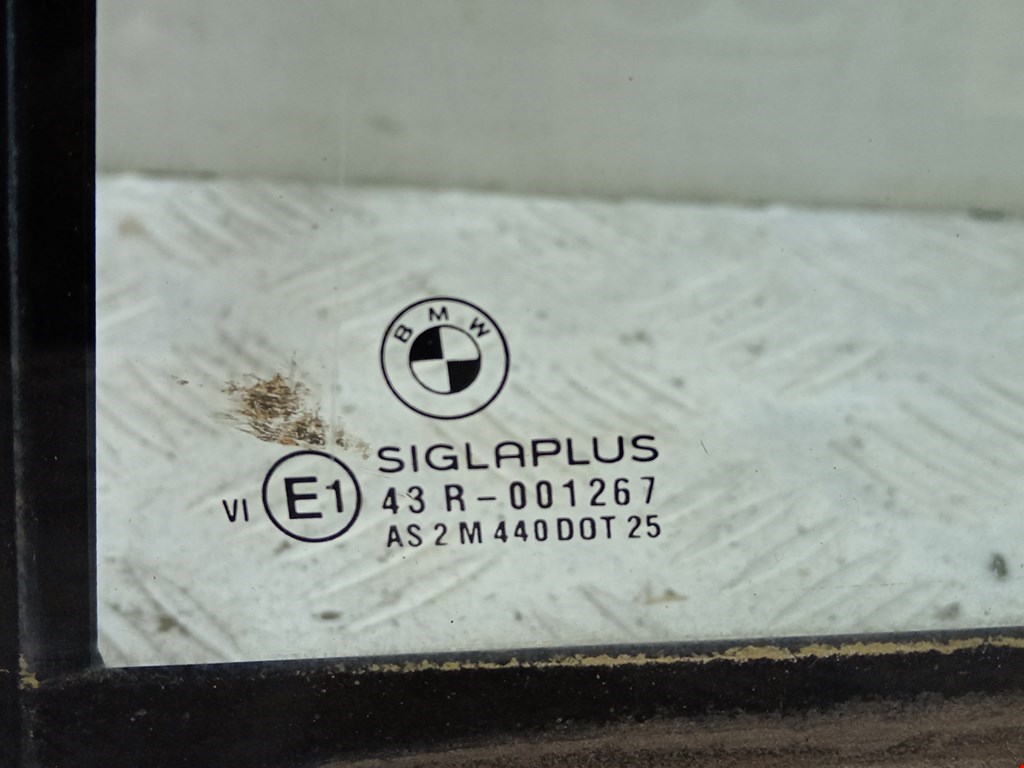 BMW
SIGLAPLUS
VI E1 43 R-001267
AS 2 M 440 DOT 25